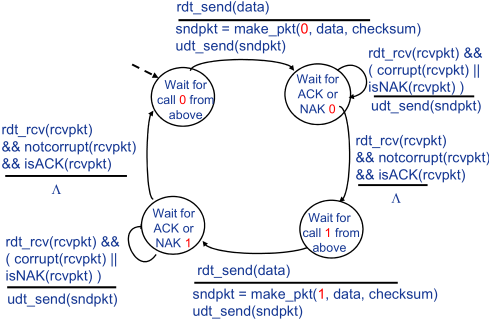 rdt_send(data)
sndpkt = make_pkt(0, data, checksum)
udt_send(sndpkt)
Wait for
call 0 from
above
Wait for
ACK or
NAK 0
rdt_rcv(rcvpkt) &&
( corrupt(rcvpkt) ||
isNAK(rcvpkt) )
udt_send(sndpkt)
rdt_rcv(rcvpkt)
&& notcorrupt(rcvpkt)
&& isACK(rcvpkt)
Λ
rdt_rcv(rcvpkt)
&& notcorrupt(rcvpkt)
&& isACK(rcvpkt)
Λ
Wait for
ACK or
NAK 1
Wait for
call 1 from
above
rdt_rcv(rcvpkt) &&
( corrupt(rcvpkt) ||
isNAK(rcvpkt) )
udt_send(sndpkt)
rdt_send(data)
sndpkt = make_pkt(1, data, checksum)
udt_send(sndpkt)